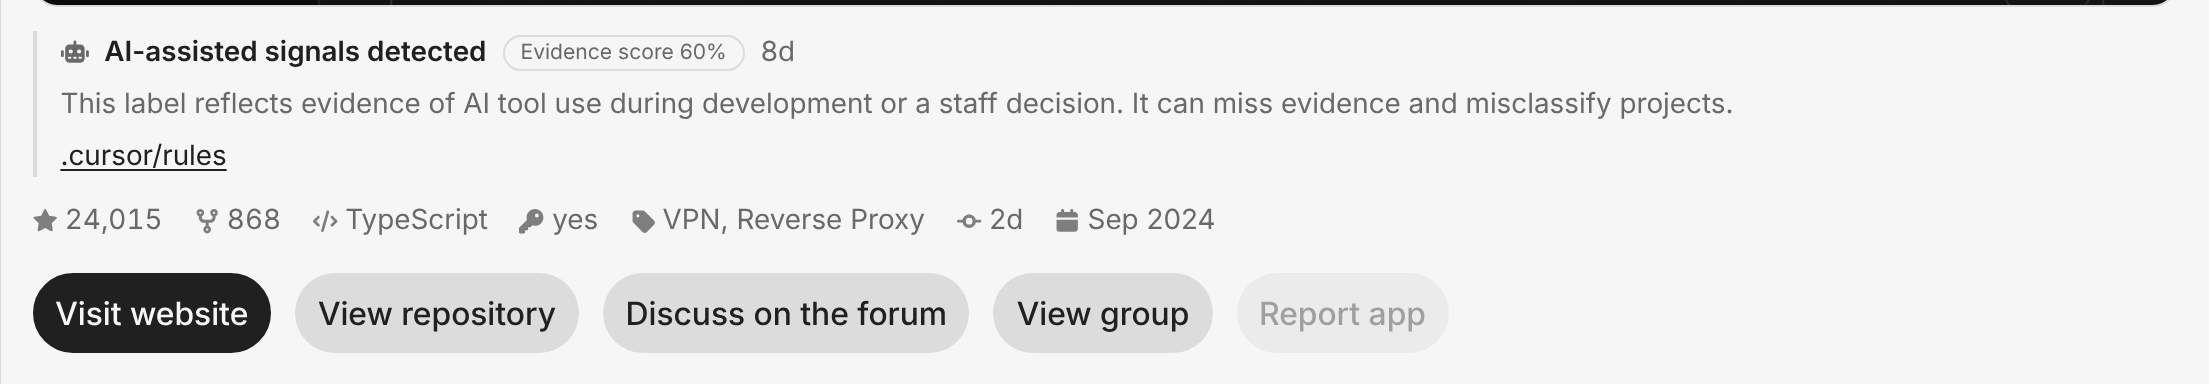 AI-assisted signals detected Evidence score 60% 8d
This label reflects evidence of AI tool use during development or a staff decision. It can miss evidence and misclassify projects.
.cursor/rules
24,015 868 TypeScript yes VPN, Reverse Proxy 2d Sep 2024
Visit website View repository Discuss on the forum View group Report app